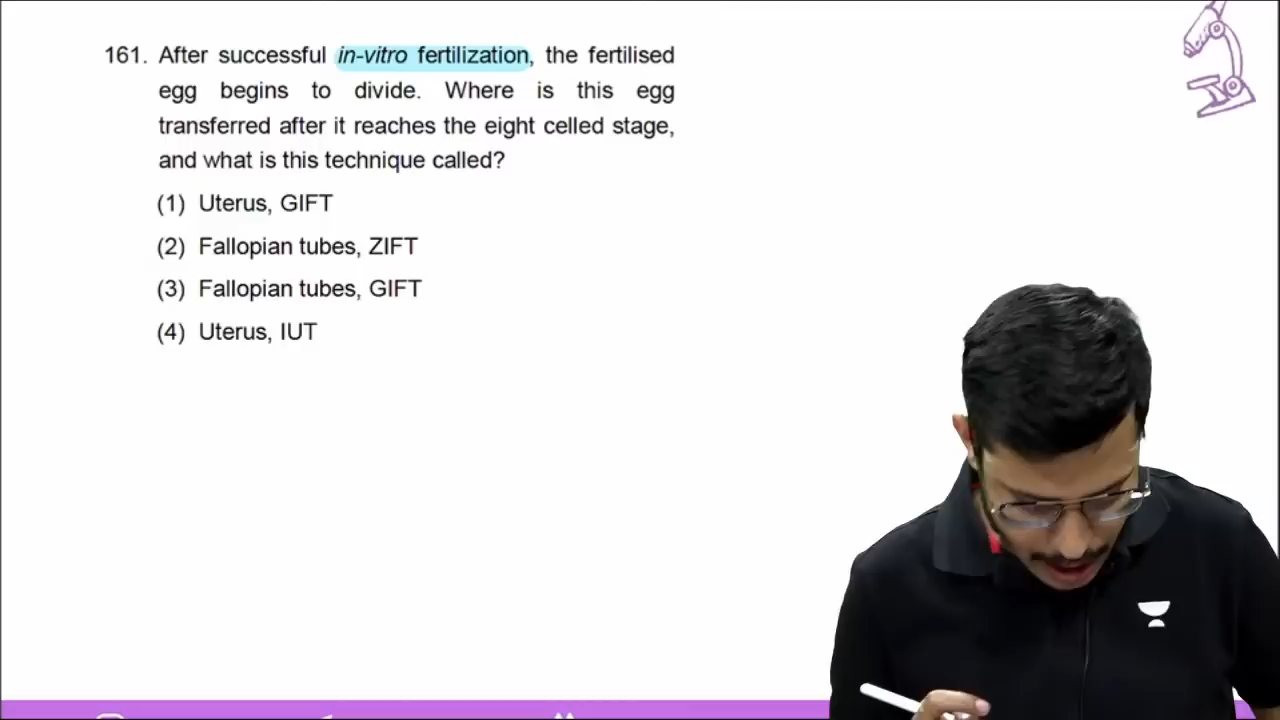 161. After successful in-vitro fertilization, the fertilised
egg begins to divide. Where is this egg
transferred after it reaches the eight celled stage,
and what is this technique called?
(1) Uterus, GIFT
(2) Fallopian tubes, ZIFT
(3) Fallopian tubes, GIFT
(4) Uterus, IUT